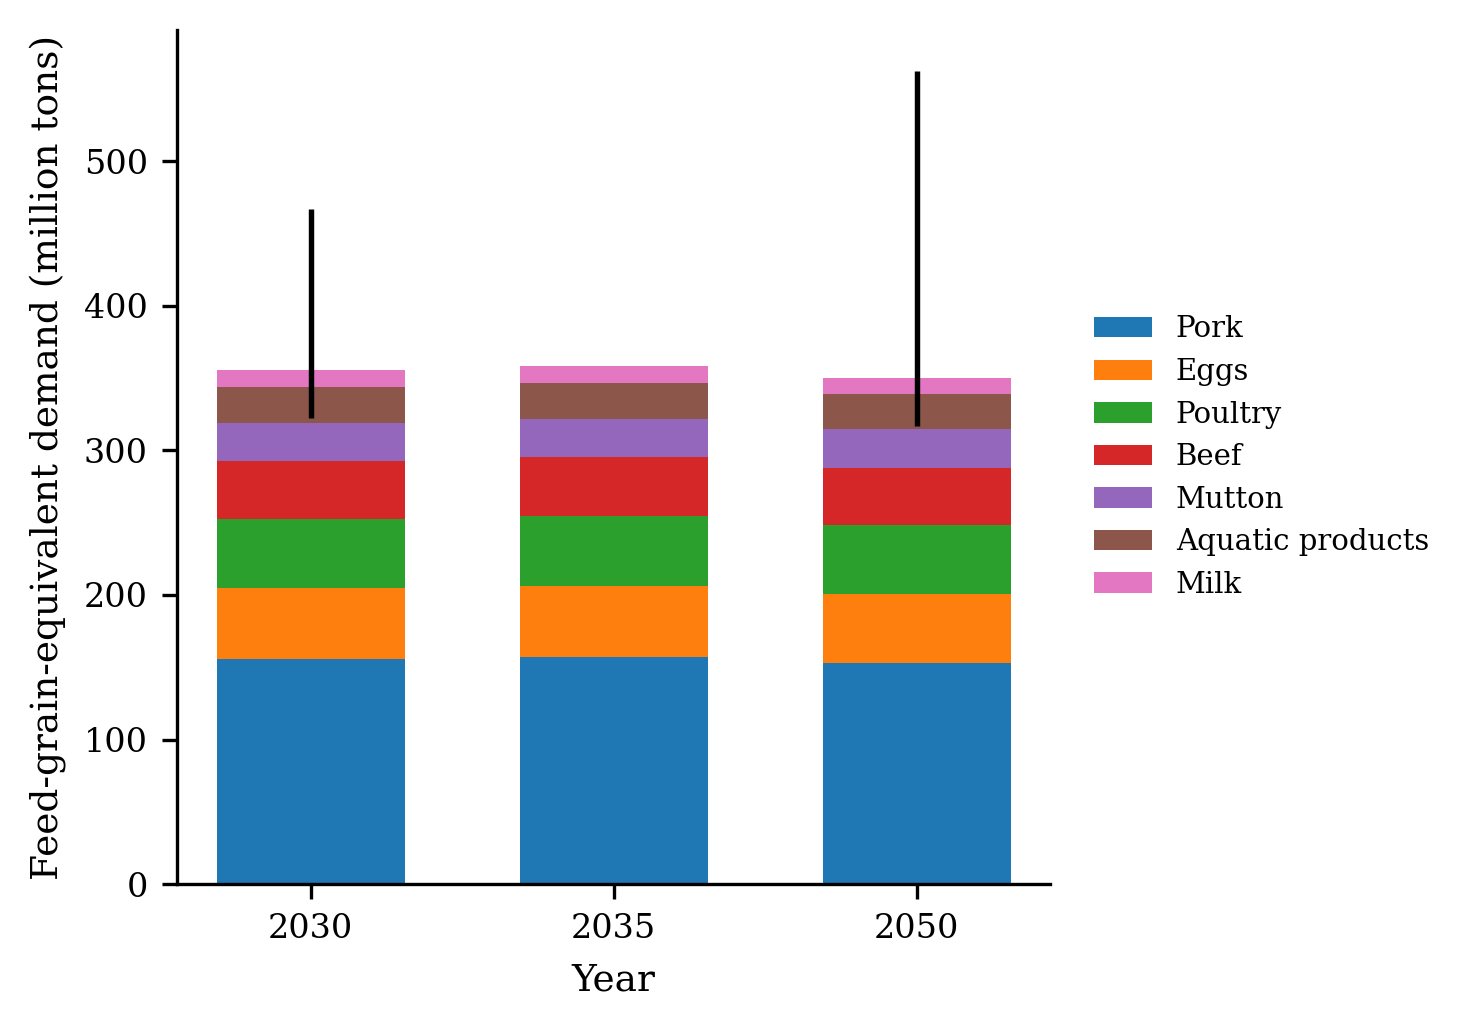 Feed-grain-equivalent demand (million tons)
500
400
300
200
100
0
2030
2035
2050
Year
Pork
Eggs
Poultry
Beef
Mutton
Aquatic products
Milk